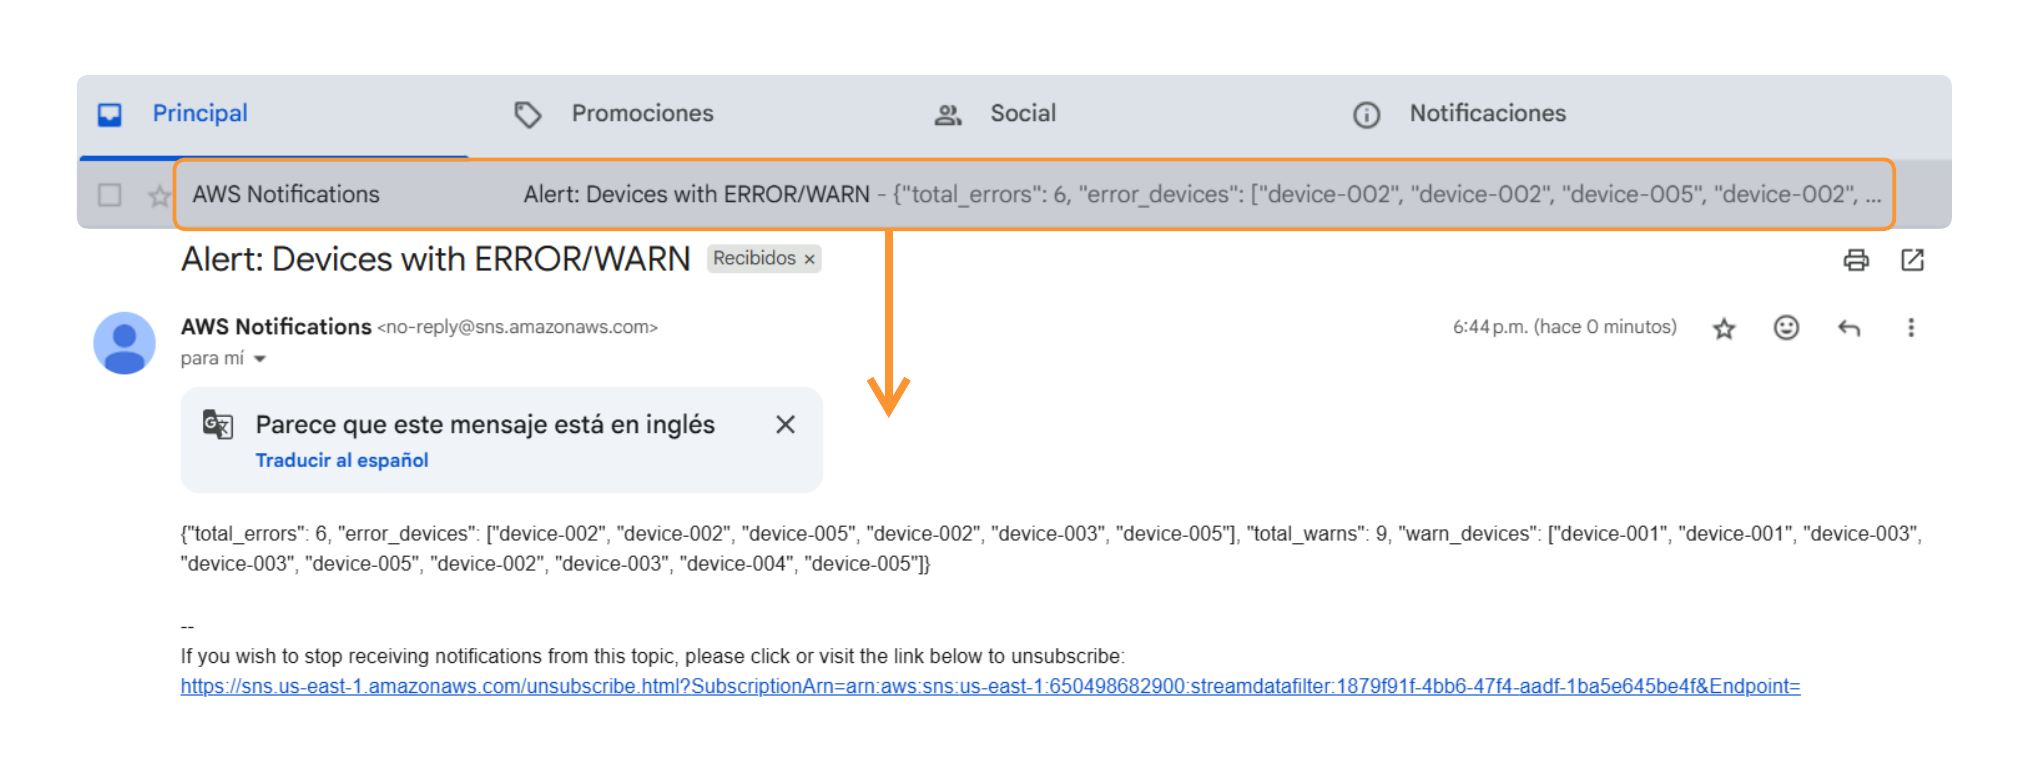 Principal Promociones Social Notificaciones
AWS Notifications Alert: Devices with ERROR/WARN - {"total_errors": 6, "error_devices": ["device-002", "device-002", "device-005", "device-002", ...
Alert: Devices with ERROR/WARN Recibidos ×
AWS Notifications <no-reply@sns.amazonaws.com> 6:44 p.m. (hace 0 minutos)
para mí
Parece que este mensaje está en inglés
Traducir al español
{"total_errors": 6, "error_devices": ["device-002", "device-002", "device-005", "device-002", "device-003", "device-005"], "total_warns": 9, "warn_devices": ["device-001", "device-001", "device-003",
"device-003", "device-005", "device-002", "device-003", "device-004", "device-005"]}
--
If you wish to stop receiving notifications from this topic, please click or visit the link below to unsubscribe:
https://sns.us-east-1.amazonaws.com/unsubscribe.html?SubscriptionArn=arn:aws:sns:us-east-1:650498682900:streamdatafilter:1879f91f-4bb6-47f4-aadf-1ba5e645be4f&Endpoint=